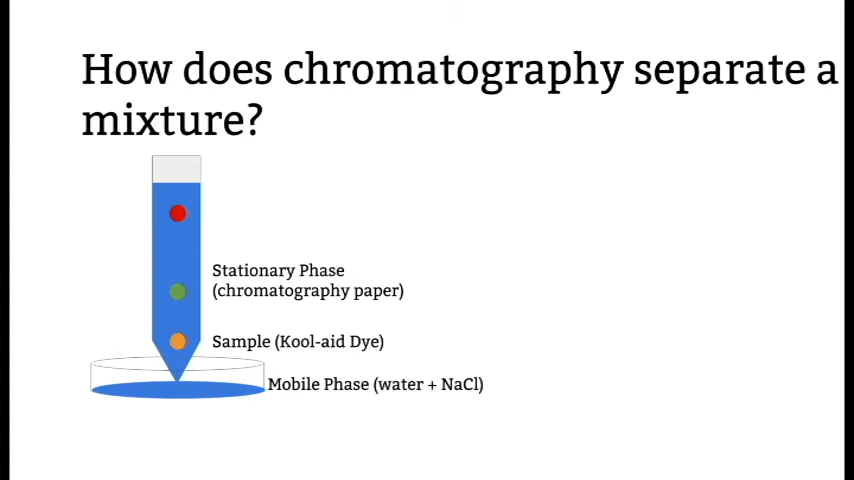 How does chromatography separate a
mixture?
Stationary Phase
(chromatography paper)
Sample (Kool-aid Dye)
Mobile Phase (water + NaCl)